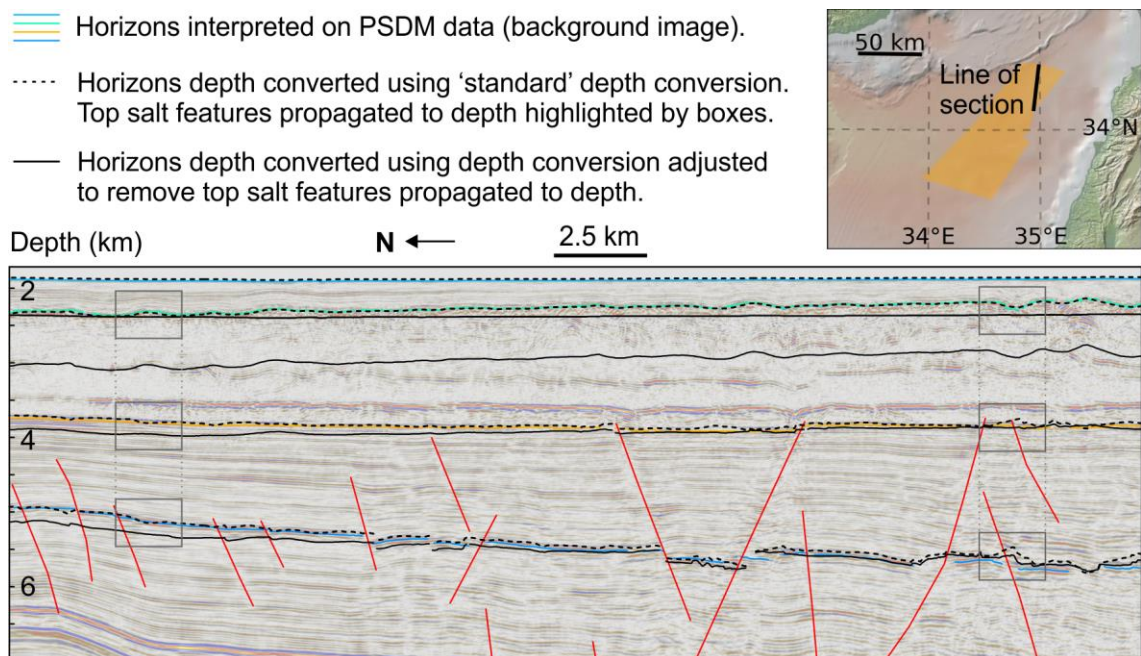 Horizons interpreted on PSDM data (background image).
Horizons depth converted using ‘standard’ depth conversion.
Top salt features propagated to depth highlighted by boxes.
Horizons depth converted using depth conversion adjusted
to remove top salt features propagated to depth.
50 km
Line of
section
34°N
34°E
35°E
Depth (km)
N
2.5 km
2
4
6